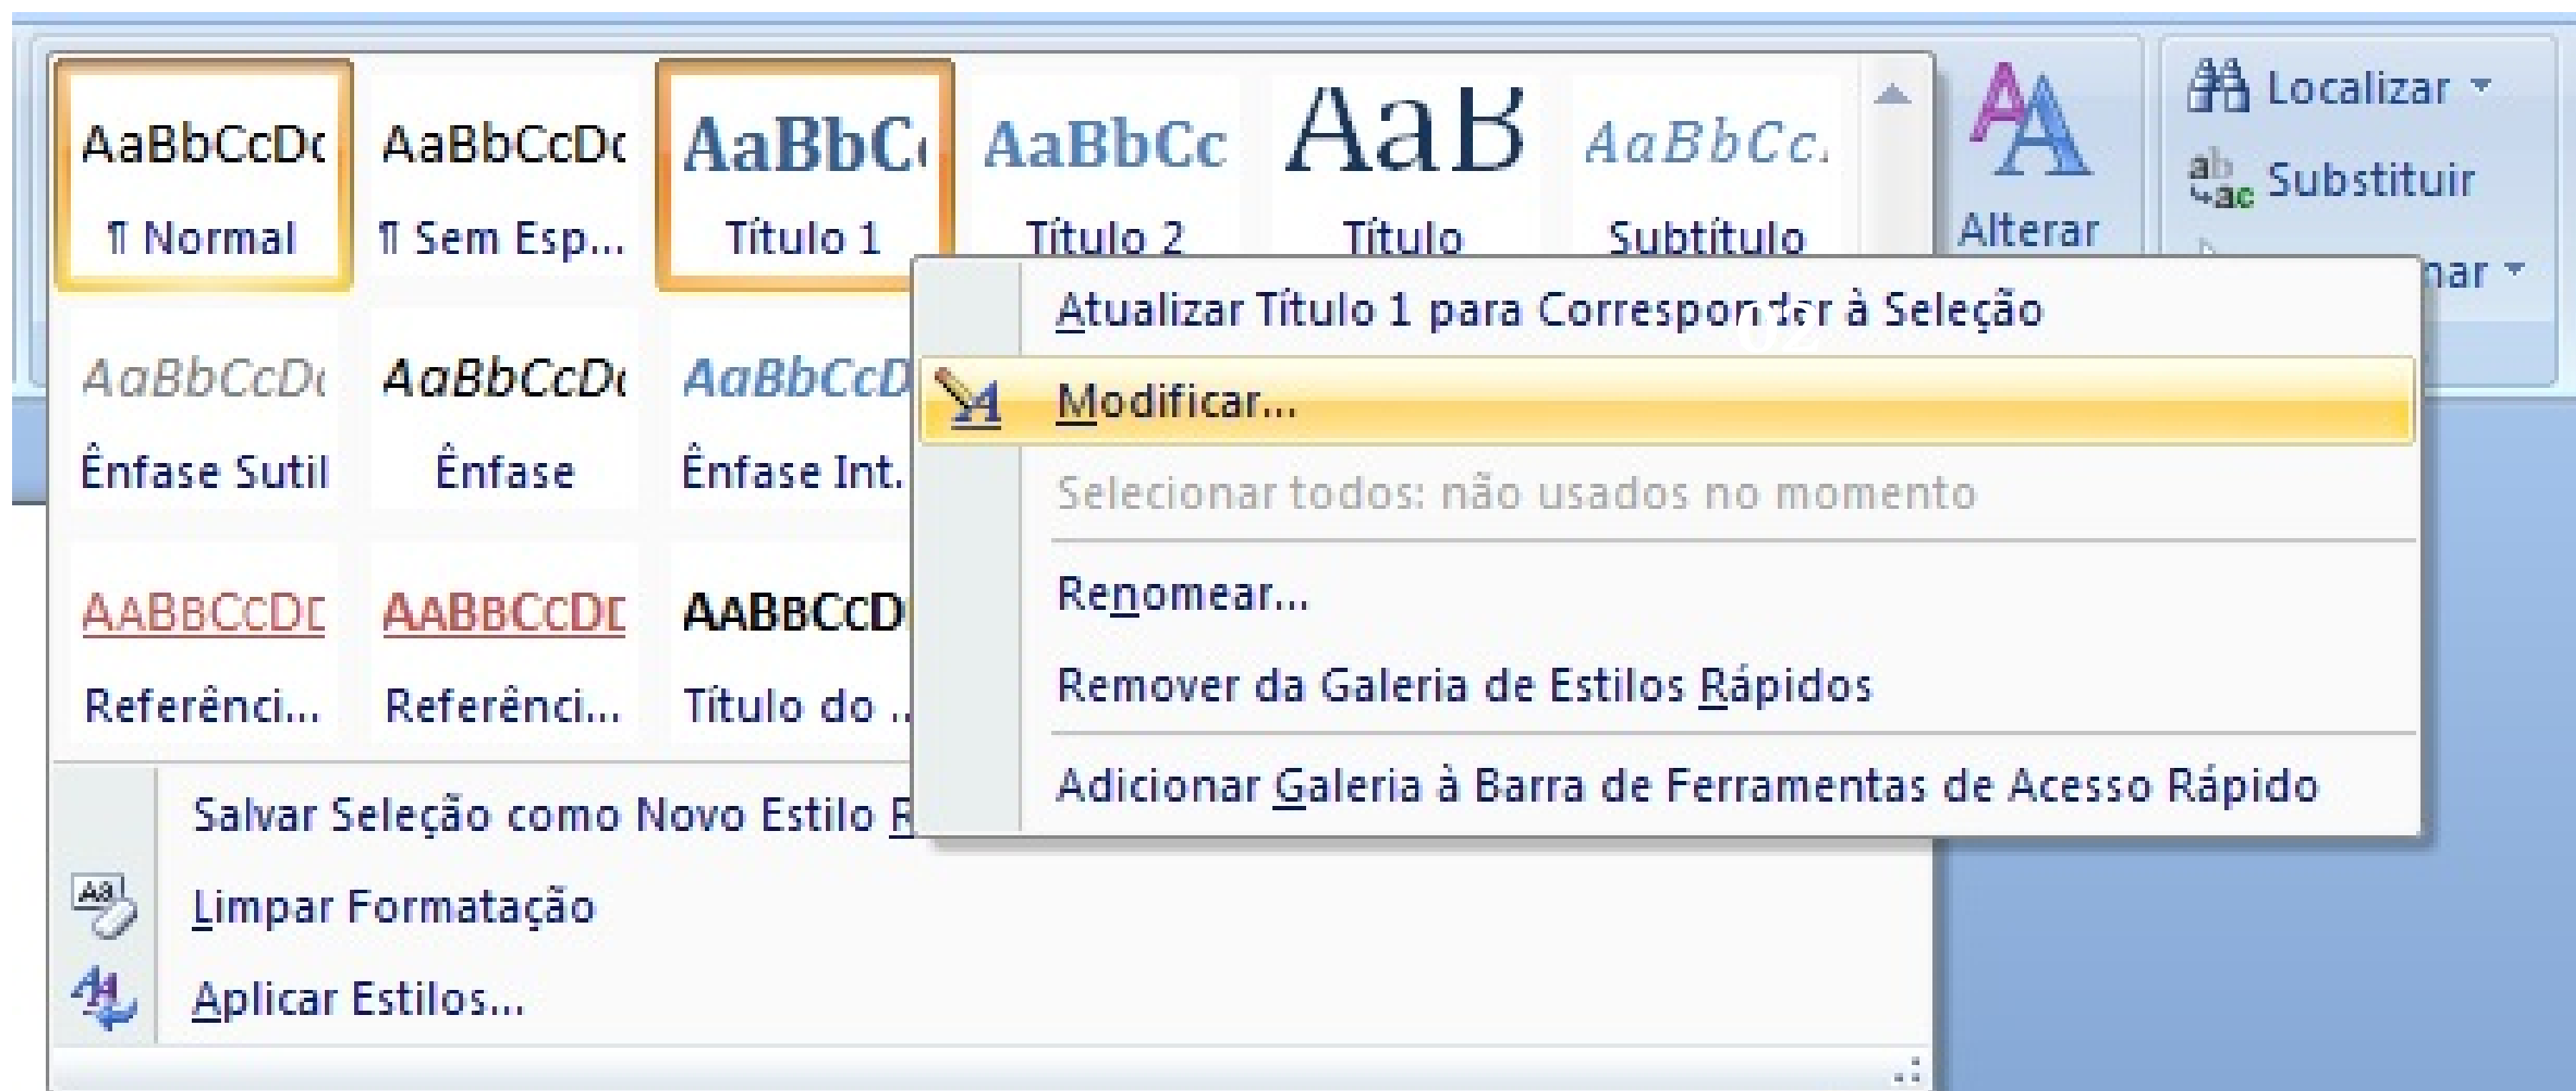 AaBbCcDc AaBbCcDc AaBbC AaBbCc AaB AaBbCc.
¶ Normal ¶ Sem Esp... Título 1 Título 2 Título Subtítulo
Alterar
Localizar
Substituir
nar
AaBbCcDc AaBbCcDc AaBbCcD
Ênfase Sutil Ênfase Ênfase Int.
AABBCCDD AABBCCDD AABBCCD
Referênci... Referênci... Título do ..
Atualizar Título 1 para Corresponder à Seleção
Modificar...
Selecionar todos: não usados no momento
Renomear...
Remover da Galeria de Estilos Rápidos
Adicionar Galeria à Barra de Ferramentas de Acesso Rápido
Salvar Seleção como Novo Estilo R
Limpar Formatação
Aplicar Estilos...